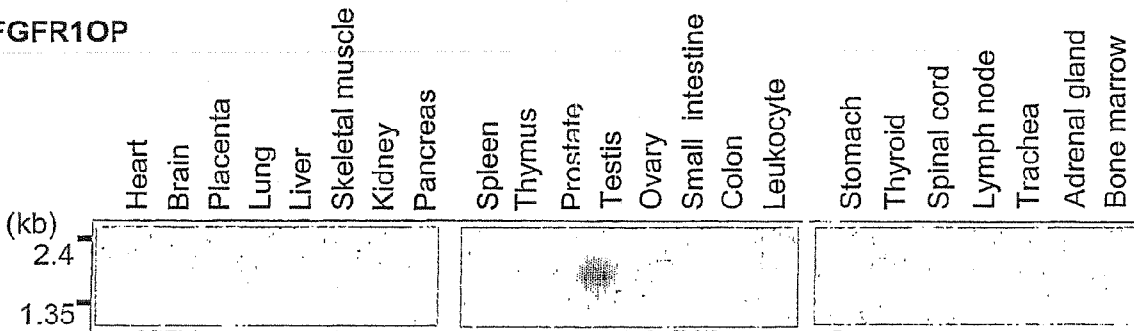 FGFR1OP
Heart
Brain
Placenta
Lung
Liver
Skeletal muscle
Kidney
Pancreas
Spleen
Thymus
Prostate
Testis
Ovary
Small intestine
Colon
Leukocyte
Stomach
Thyroid
Spinal cord
Lymph node
Trachea
Adrenal gland
Bone marrow
(kb)
2.4
1.35